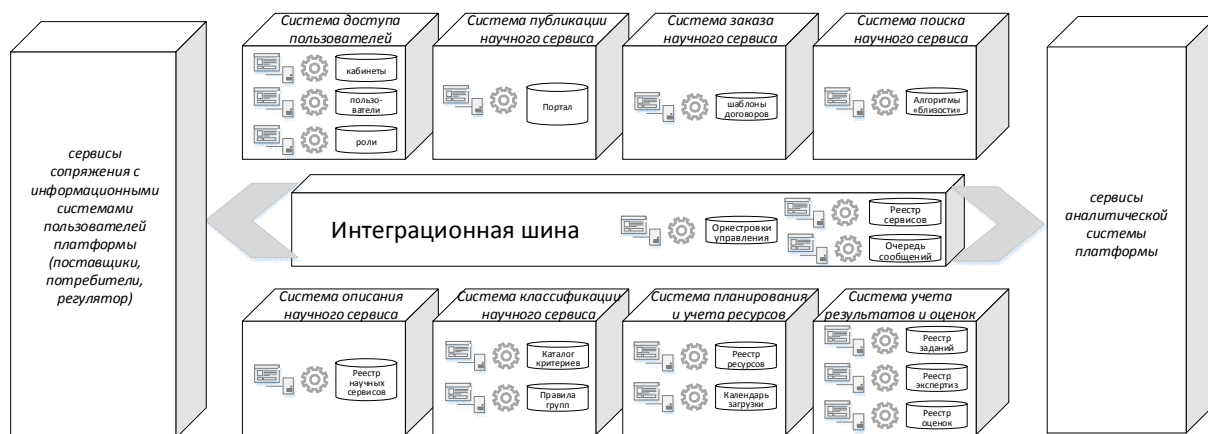 Система доступа
пользователей
кабинеты
пользо-
ватели
роли
Система публикации
научного сервиса
Портал
Система заказа
научного сервиса
шаблоны
договоров
Система поиска
научного сервиса
Алгоритмы
«близости»
сервисы
сопряжения с
информационными
системами
пользователей
платформы
(поставщики,
потребители,
регулятор)
Интеграционная шина
Оркестровки
управления
Реестр
сервисов
Очередь
сообщений
сервисы
аналитической
системы
платформы
Система описания
научного сервиса
Реестр
научных
сервисов
Система классификации
научного сервиса
Каталог
критериев
Правила
групп
Система планирования
и учета ресурсов
Реестр
ресурсов
Календарь
загрузки
Система учета
результатов и оценок
Реестр
заданий
Реестр
экспертиз
Реестр
оценок